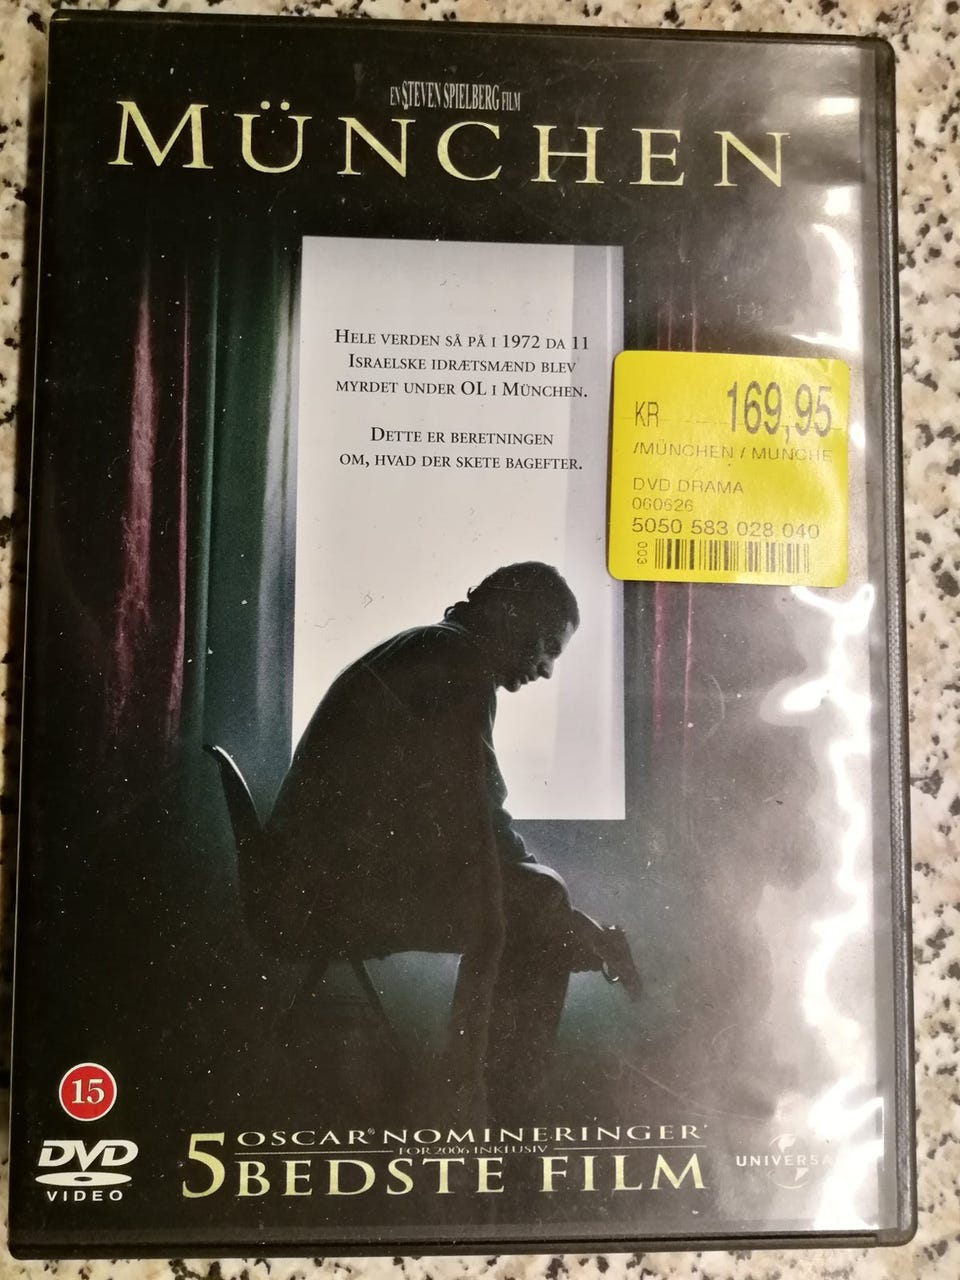 EN STEVEN SPIELBERG FILM
MÜNCHEN
HELE VERDEN SÅ PÅ I 1972 DA 11
ISRAELSKE IDRÆTSMÆND BLEV
MYRDET UNDER OL I MÜNCHEN.
DETTE ER BERETNINGEN
OM, HVAD DER SKETE BAGEFTER.
KR 169,95
/MÜNCHEN / MUNCHE
DVD DRAMA
060626
5050 583 028 040
003
15
DVD
VIDEO
5 OSCAR® NOMINERINGER
FOR 2006 INKLUSIV
BEDSTE FILM
UNIVERSAL